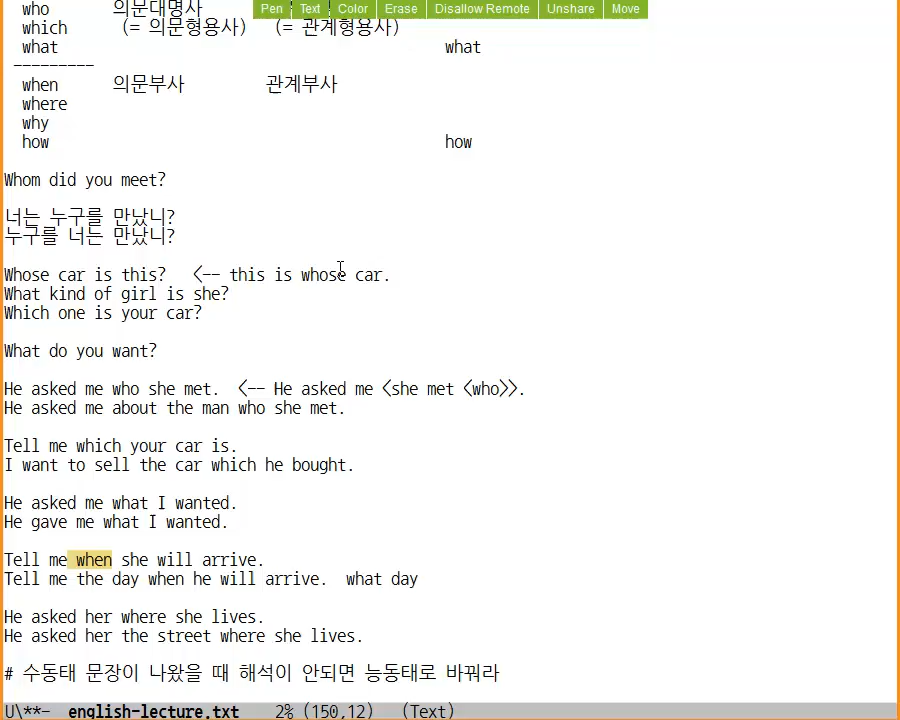 Pen Text Color Erase Disallow Remote Unshare Move
who 의문대명사
which (= 의문형용사) (= 관계형용사)
what what
---------
when 의문부사 관계부사
where
why
how how
Whom did you meet?
너는 누구를 만났니?
누구를 너는 만났니?
Whose car is this? <-- this is whose car.
What kind of girl is she?
Which one is your car?
What do you want?
He asked me who she met. <-- He asked me <she met <who>>.
He asked me about the man who she met.
Tell me which your car is.
I want to sell the car which he bought.
He asked me what I wanted.
He gave me what I wanted.
Tell me when she will arrive.
Tell me the day when he will arrive. what day
He asked her where she lives.
He asked her the street where she lives.
# 수동태 문장이 나왔을 때 해석이 안되면 능동태로 바꿔라
U\**- english-lecture.txt 2% (150,12) (Text)